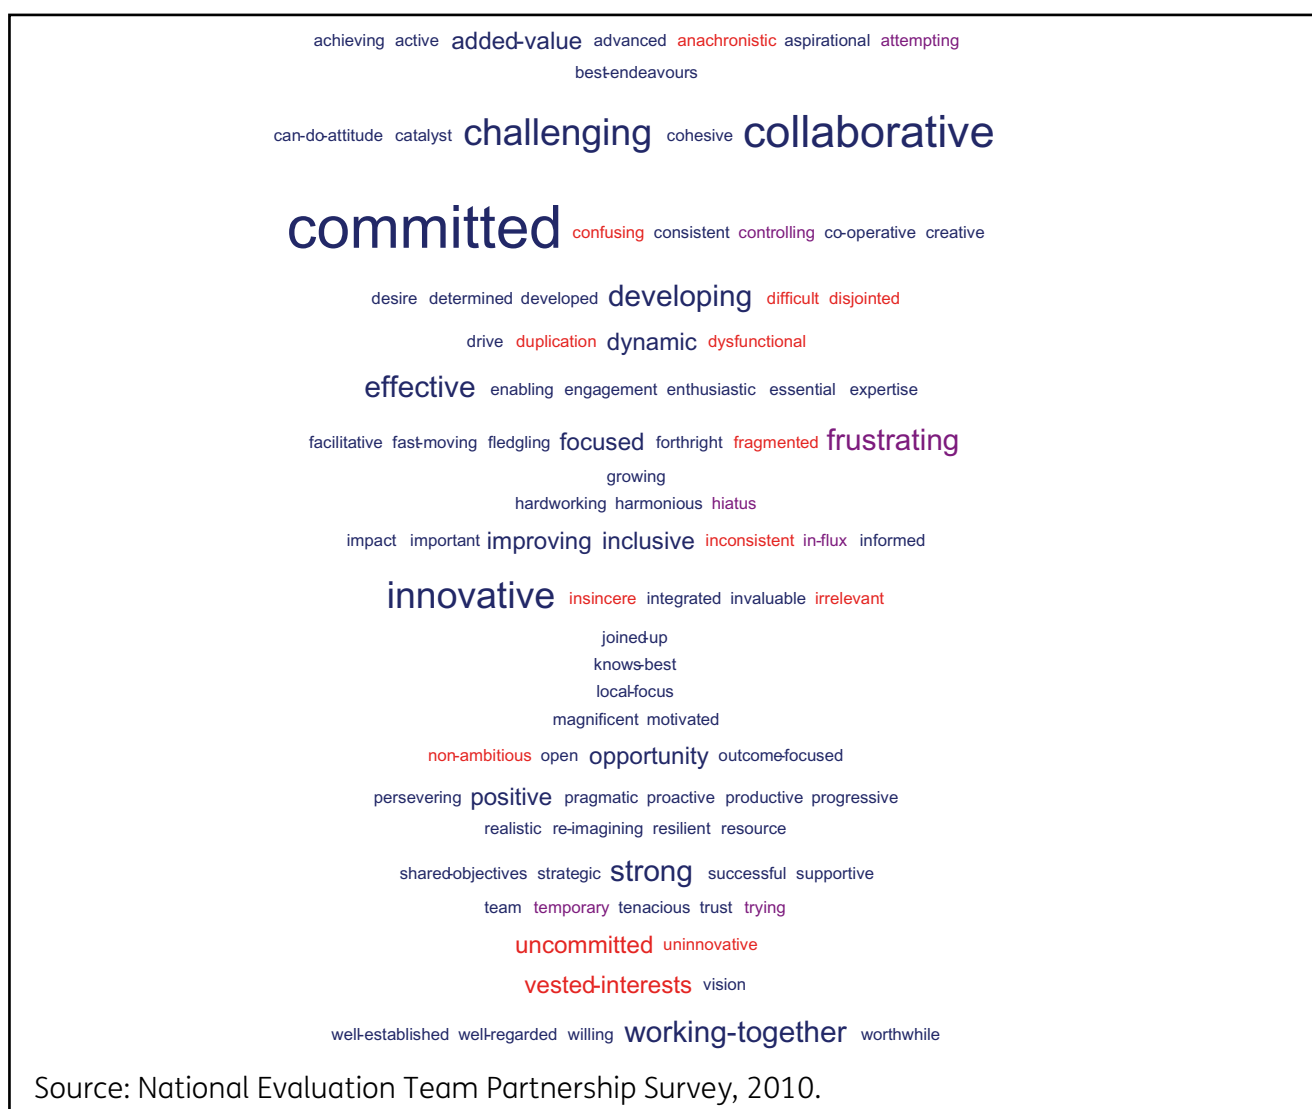 achieving active added-value advanced anachronistic aspirational attempting
best-endeavours
can-do-attitude catalyst challenging cohesive collaborative
committed confusing consistent controlling co-operative creative
desire determined developed developing difficult disjointed
drive duplication dynamic dysfunctional
effective enabling engagement enthusiastic essential expertise
facilitative fast-moving fledgling focused forthright fragmented frustrating
growing
hardworking harmonious hiatus
impact important improving inclusive inconsistent in-flux informed
innovative insincere integrated invaluable irrelevant
joined-up
knows-best
local-focus
magnificent motivated
non-ambitious open opportunity outcome-focused
persevering positive pragmatic proactive productive progressive
realistic re-imagining resilient resource
shared-objectives strategic strong successful supportive
team temporary tenacious trust trying
uncommitted uninnovative
vested-interests vision
well-established well-regarded willing working-together worthwhile
Source: National Evaluation Team Partnership Survey, 2010.